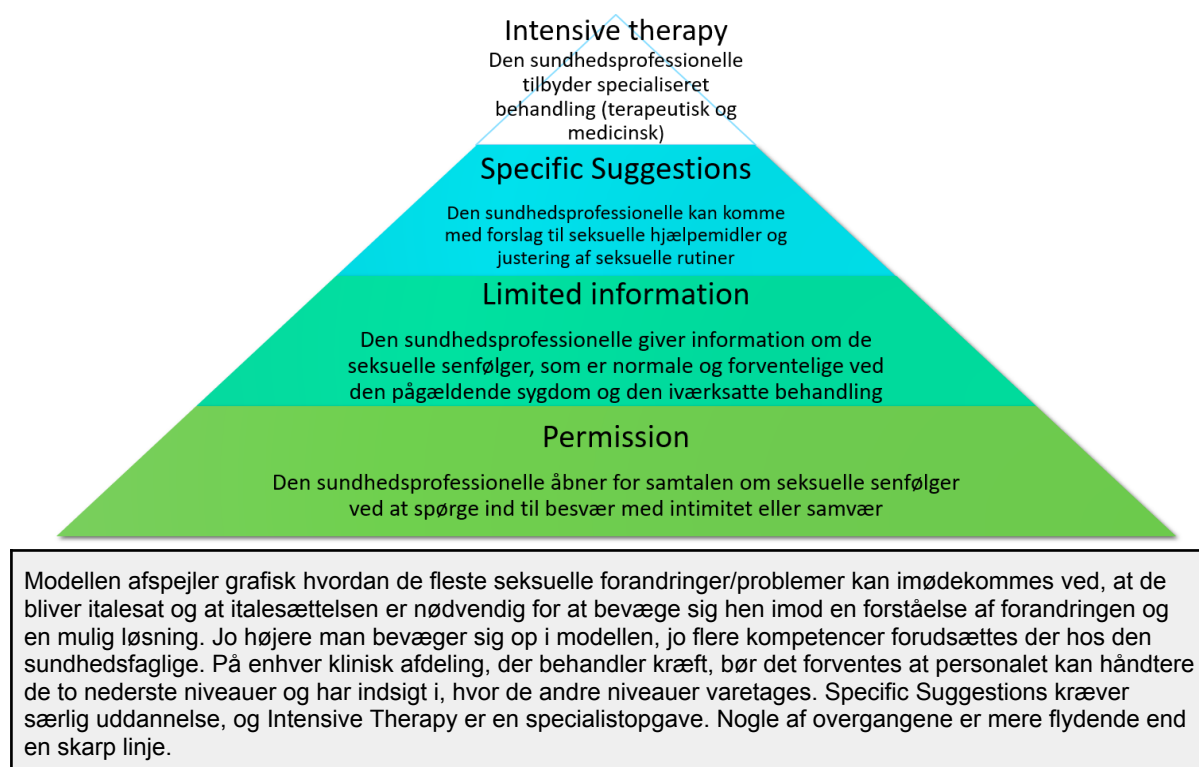 Intensive therapy
Den sundhedsprofessionelle
tilbyder specialiseret
behandling (terapeutisk og
medicinsk)
Specific Suggestions
Den sundhedsprofessionelle kan komme
med forslag til seksuelle hjælpemidler og
justering af seksuelle rutiner
Limited information
Den sundhedsprofessionelle giver information om de
seksuelle senfølger, som er normale og forventelige ved
den pågældende sygdom og den iværksatte behandling
Permission
Den sundhedsprofessionelle åbner for samtalen om seksuelle senfølger
ved at spørge ind til besvær med intimitet eller samvær
Modellen afspejler grafisk hvordan de fleste seksuelle forandringer/problemer kan imødekommes ved, at de
bliver italesat og at italesættelsen er nødvendig for at bevæge sig hen imod en forståelse af forandringen og
en mulig løsning. Jo højere man bevæger sig op i modellen, jo flere kompetencer forudsættes der hos den
sundhedsfaglige. På enhver klinisk afdeling, der behandler kræft, bør det forventes at personalet kan håndtere
de to nederste niveauer og har indsigt i, hvor de andre niveauer varetages. Specific Suggestions kræver
særlig uddannelse, og Intensive Therapy er en specialistopgave. Nogle af overgangene er mere flydende end
en skarp linje.